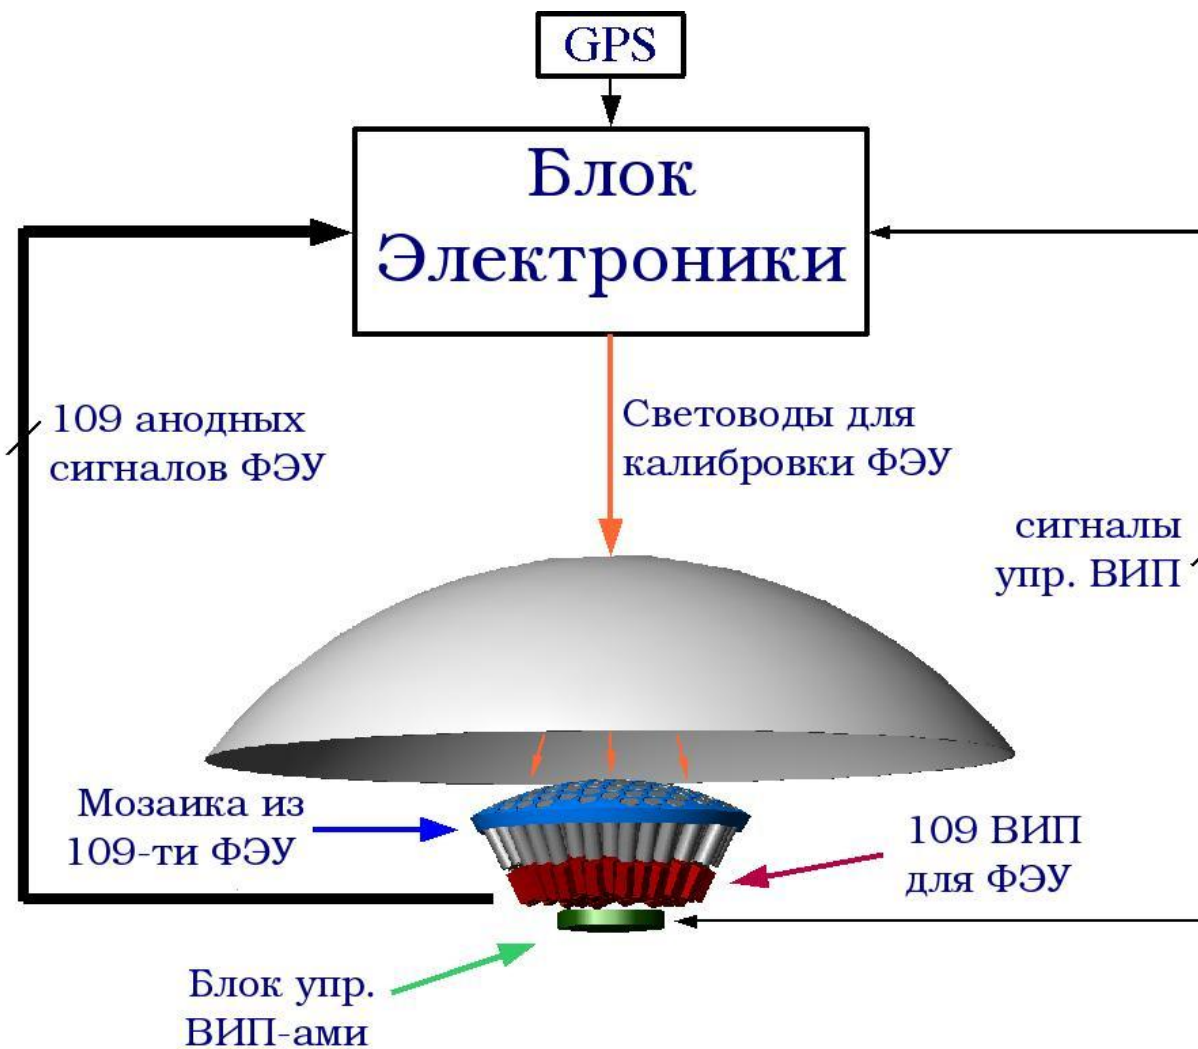 GPS
Блок
Электроники
109 анодных
сигналов ФЭУ
Световоды для
калибровки ФЭУ
сигналы
упр. ВИП
Мозаика из
109-ти ФЭУ
109 ВИП
для ФЭУ
Блок упр.
ВИП-ами